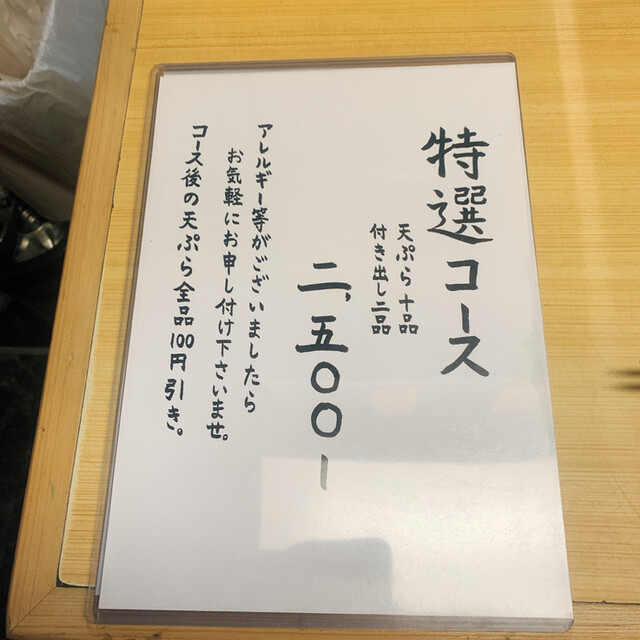 特選コース
天ぷら十品
付き出し二品
二,五〇〇ー
アレルギー等がございましたら
お気軽にお申し付け下さいませ。
コース後の天ぷら全品100円引き。